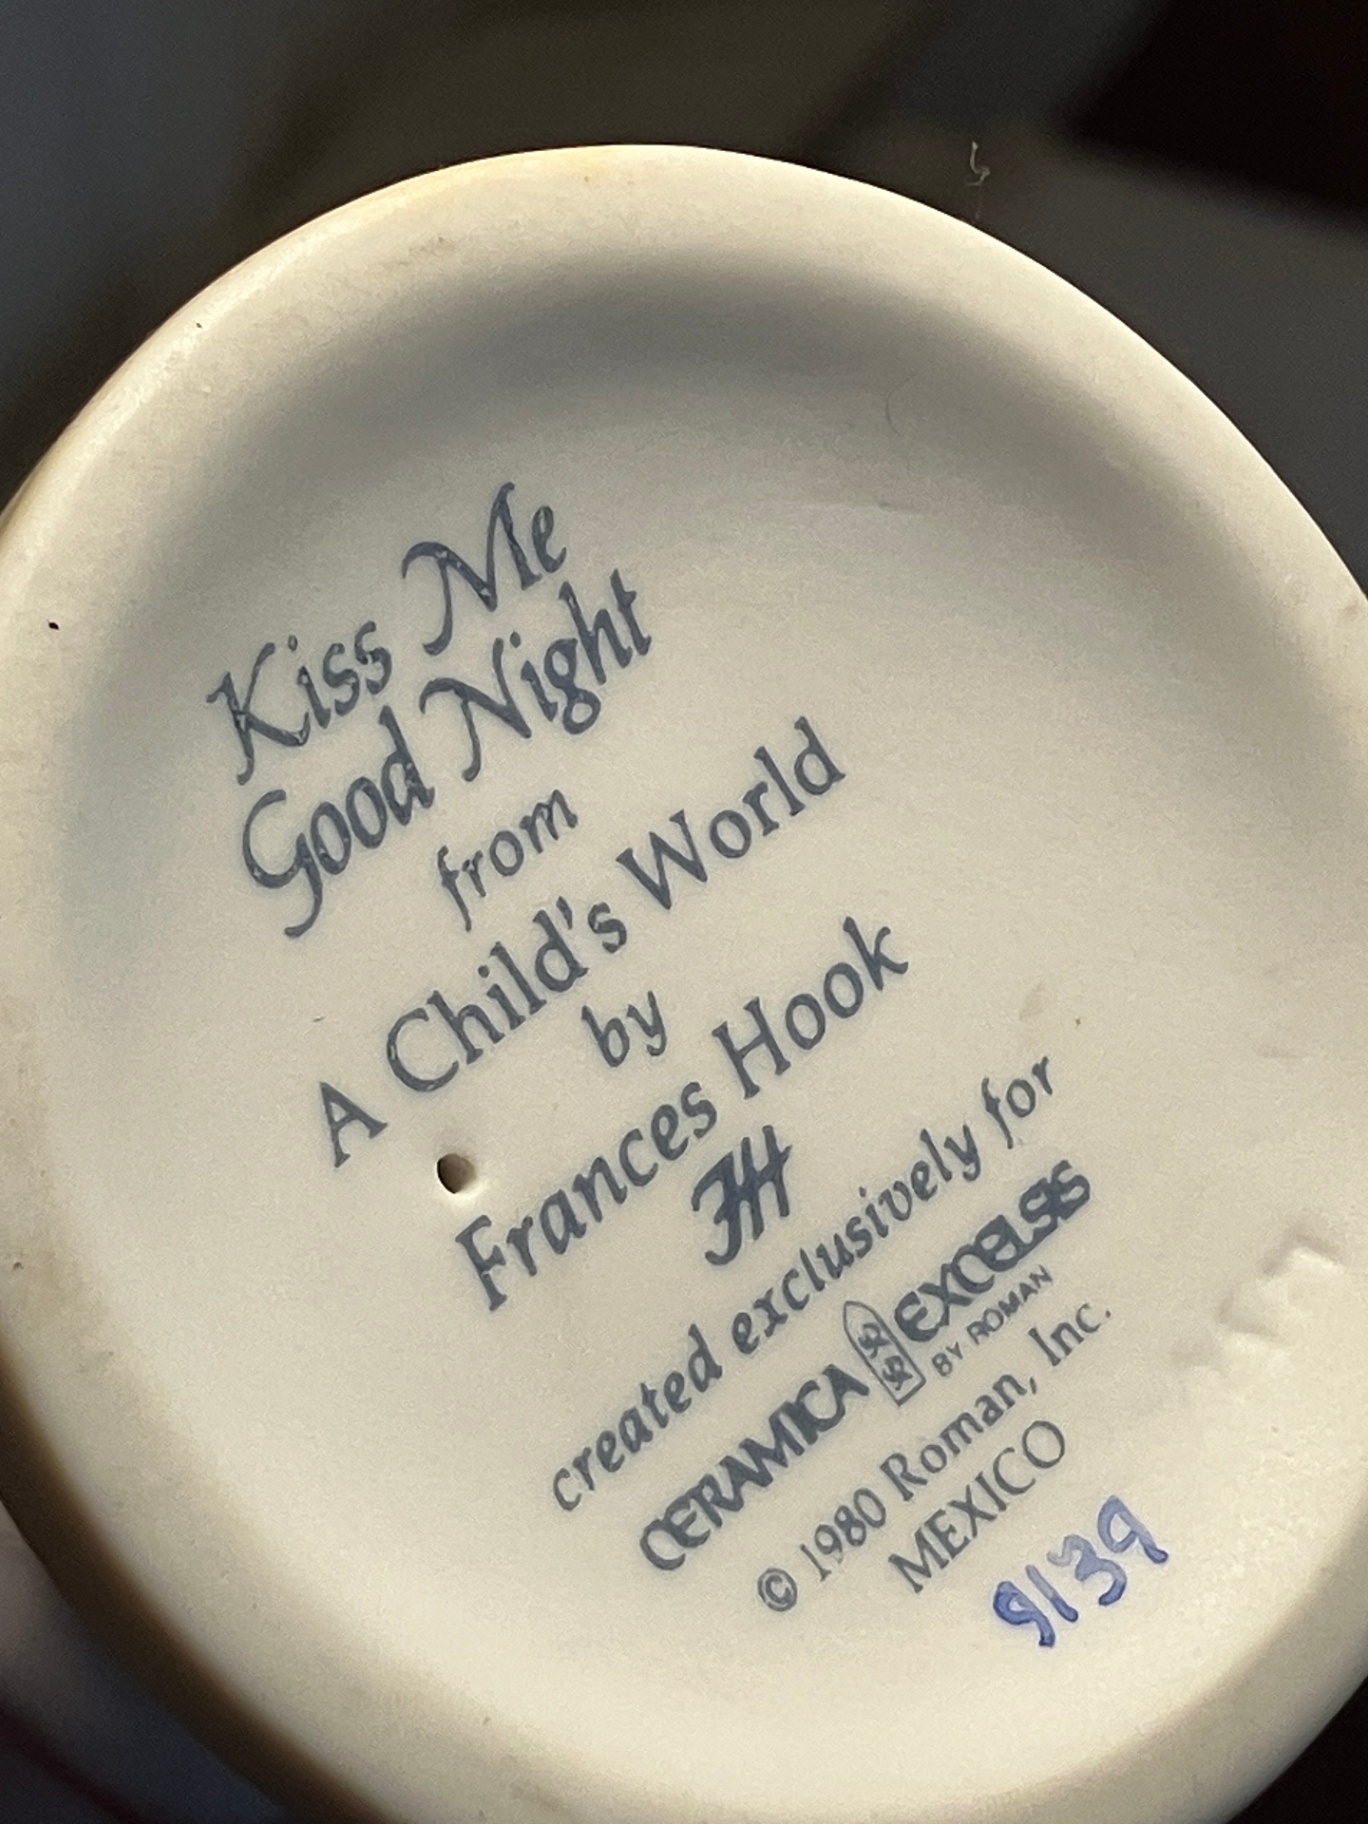 Kiss Me
Good Night
from
A Child's World
by
Frances Hook
FH
created exclusively for
CERAMICA EXCELSIS
BY ROMAN
© 1980 Roman, Inc.
MEXICO
9139